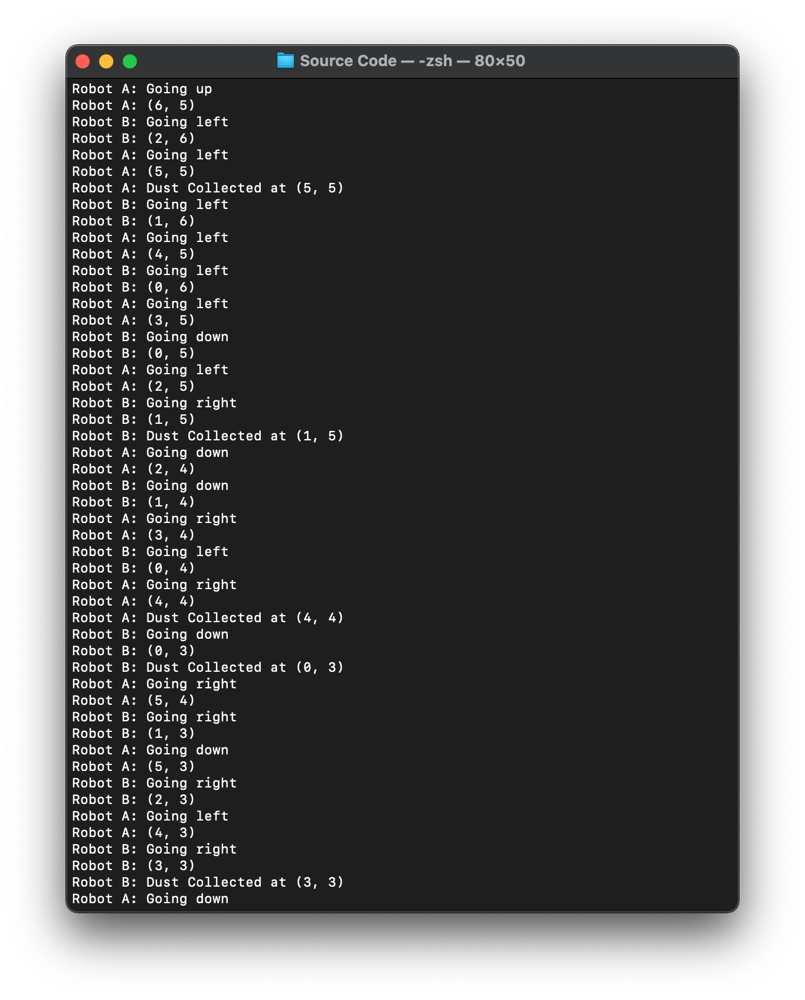 Source Code — -zsh — 80×50
Robot A: Going up
Robot A: (6, 5)
Robot B: Going left
Robot B: (2, 6)
Robot A: Going left
Robot A: (5, 5)
Robot A: Dust Collected at (5, 5)
Robot B: Going left
Robot B: (1, 6)
Robot A: Going left
Robot A: (4, 5)
Robot B: Going left
Robot B: (0, 6)
Robot A: Going left
Robot A: (3, 5)
Robot B: Going down
Robot B: (0, 5)
Robot A: Going left
Robot A: (2, 5)
Robot B: Going right
Robot B: (1, 5)
Robot B: Dust Collected at (1, 5)
Robot A: Going down
Robot A: (2, 4)
Robot B: Going down
Robot B: (1, 4)
Robot A: Going right
Robot A: (3, 4)
Robot B: Going left
Robot B: (0, 4)
Robot A: Going right
Robot A: (4, 4)
Robot A: Dust Collected at (4, 4)
Robot B: Going down
Robot B: (0, 3)
Robot B: Dust Collected at (0, 3)
Robot A: Going right
Robot A: (5, 4)
Robot B: Going right
Robot B: (1, 3)
Robot A: Going down
Robot A: (5, 3)
Robot B: Going right
Robot B: (2, 3)
Robot A: Going left
Robot A: (4, 3)
Robot B: Going right
Robot B: (3, 3)
Robot B: Dust Collected at (3, 3)
Robot A: Going down